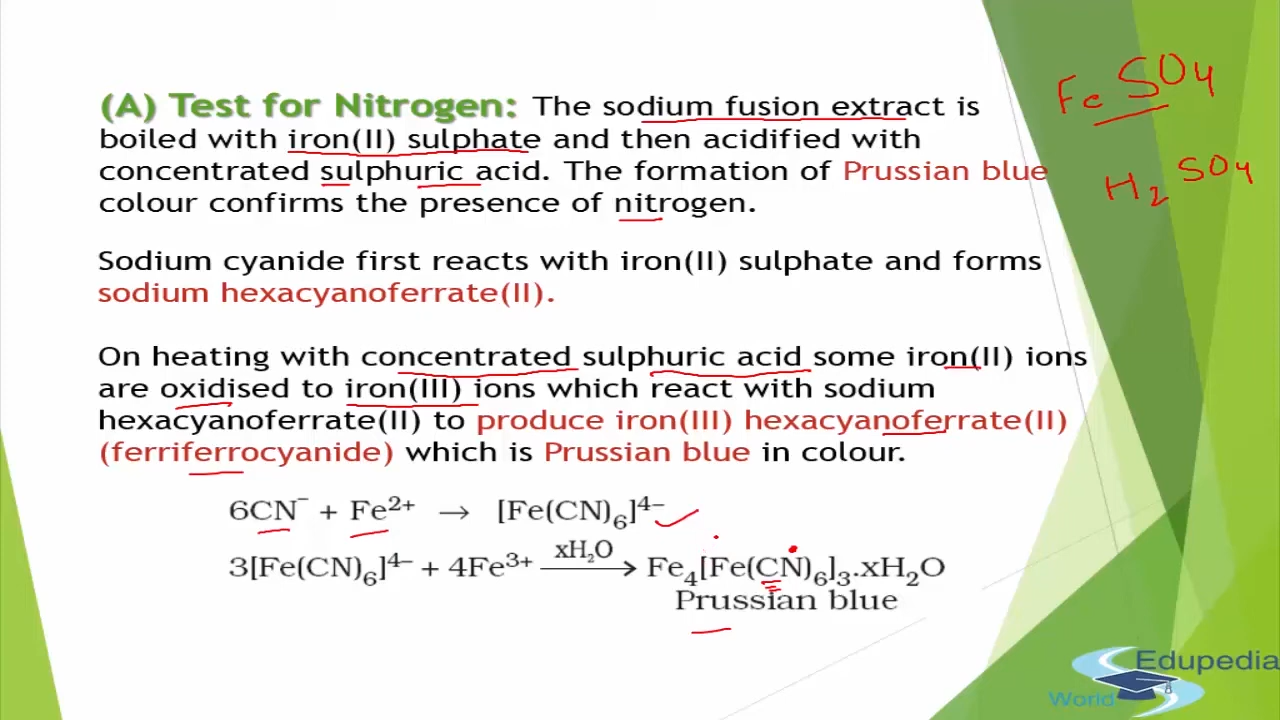 (A) Test for Nitrogen: The sodium fusion extract is
boiled with iron(II) sulphate and then acidified with
concentrated sulphuric acid. The formation of Prussian blue
colour confirms the presence of nitrogen.
FeSO4
H2SO4
Sodium cyanide first reacts with iron(II) sulphate and forms
sodium hexacyanoferrate(II).
On heating with concentrated sulphuric acid some iron(II) ions
are oxidised to iron(III) ions which react with sodium
hexacyanoferrate(II) to produce iron(III) hexacyanoferrate(II)
(ferriferrocyanide) which is Prussian blue in colour.
6CN⁻ + Fe²⁺ → [Fe(CN)₆]⁴⁻
3[Fe(CN)₆]⁴⁻ + 4Fe³⁺ xH₂O → Fe₄[Fe(CN)₆]₃.xH₂O
Prussian blue
Edupedia
World